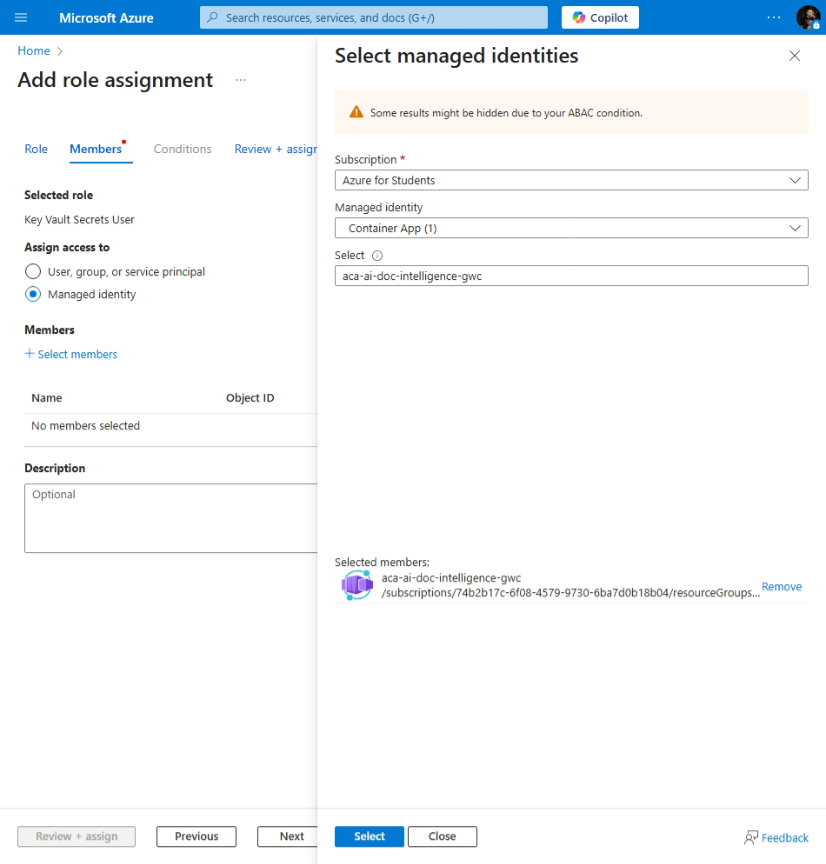 Microsoft Azure
Search resources, services, and docs (G+/)
Copilot
Home
Add role assignment
Role
Members
Conditions
Review + assign
Selected role
Key Vault Secrets User
Assign access to
User, group, or service principal
Managed identity
Members
+ Select members
Name Object ID
No members selected
Description
Optional
Review + assign
Previous
Next
Select managed identities
Some results might be hidden due to your ABAC condition.
Subscription *
Azure for Students
Managed identity
Container App (1)
Select
aca-ai-doc-intelligence-gwc
Selected members:
aca-ai-doc-intelligence-gwc
/subscriptions/74b2b17c-6f08-4579-9730-6ba7d0b18b04/resourceGroups...
Remove
Select
Close
Feedback